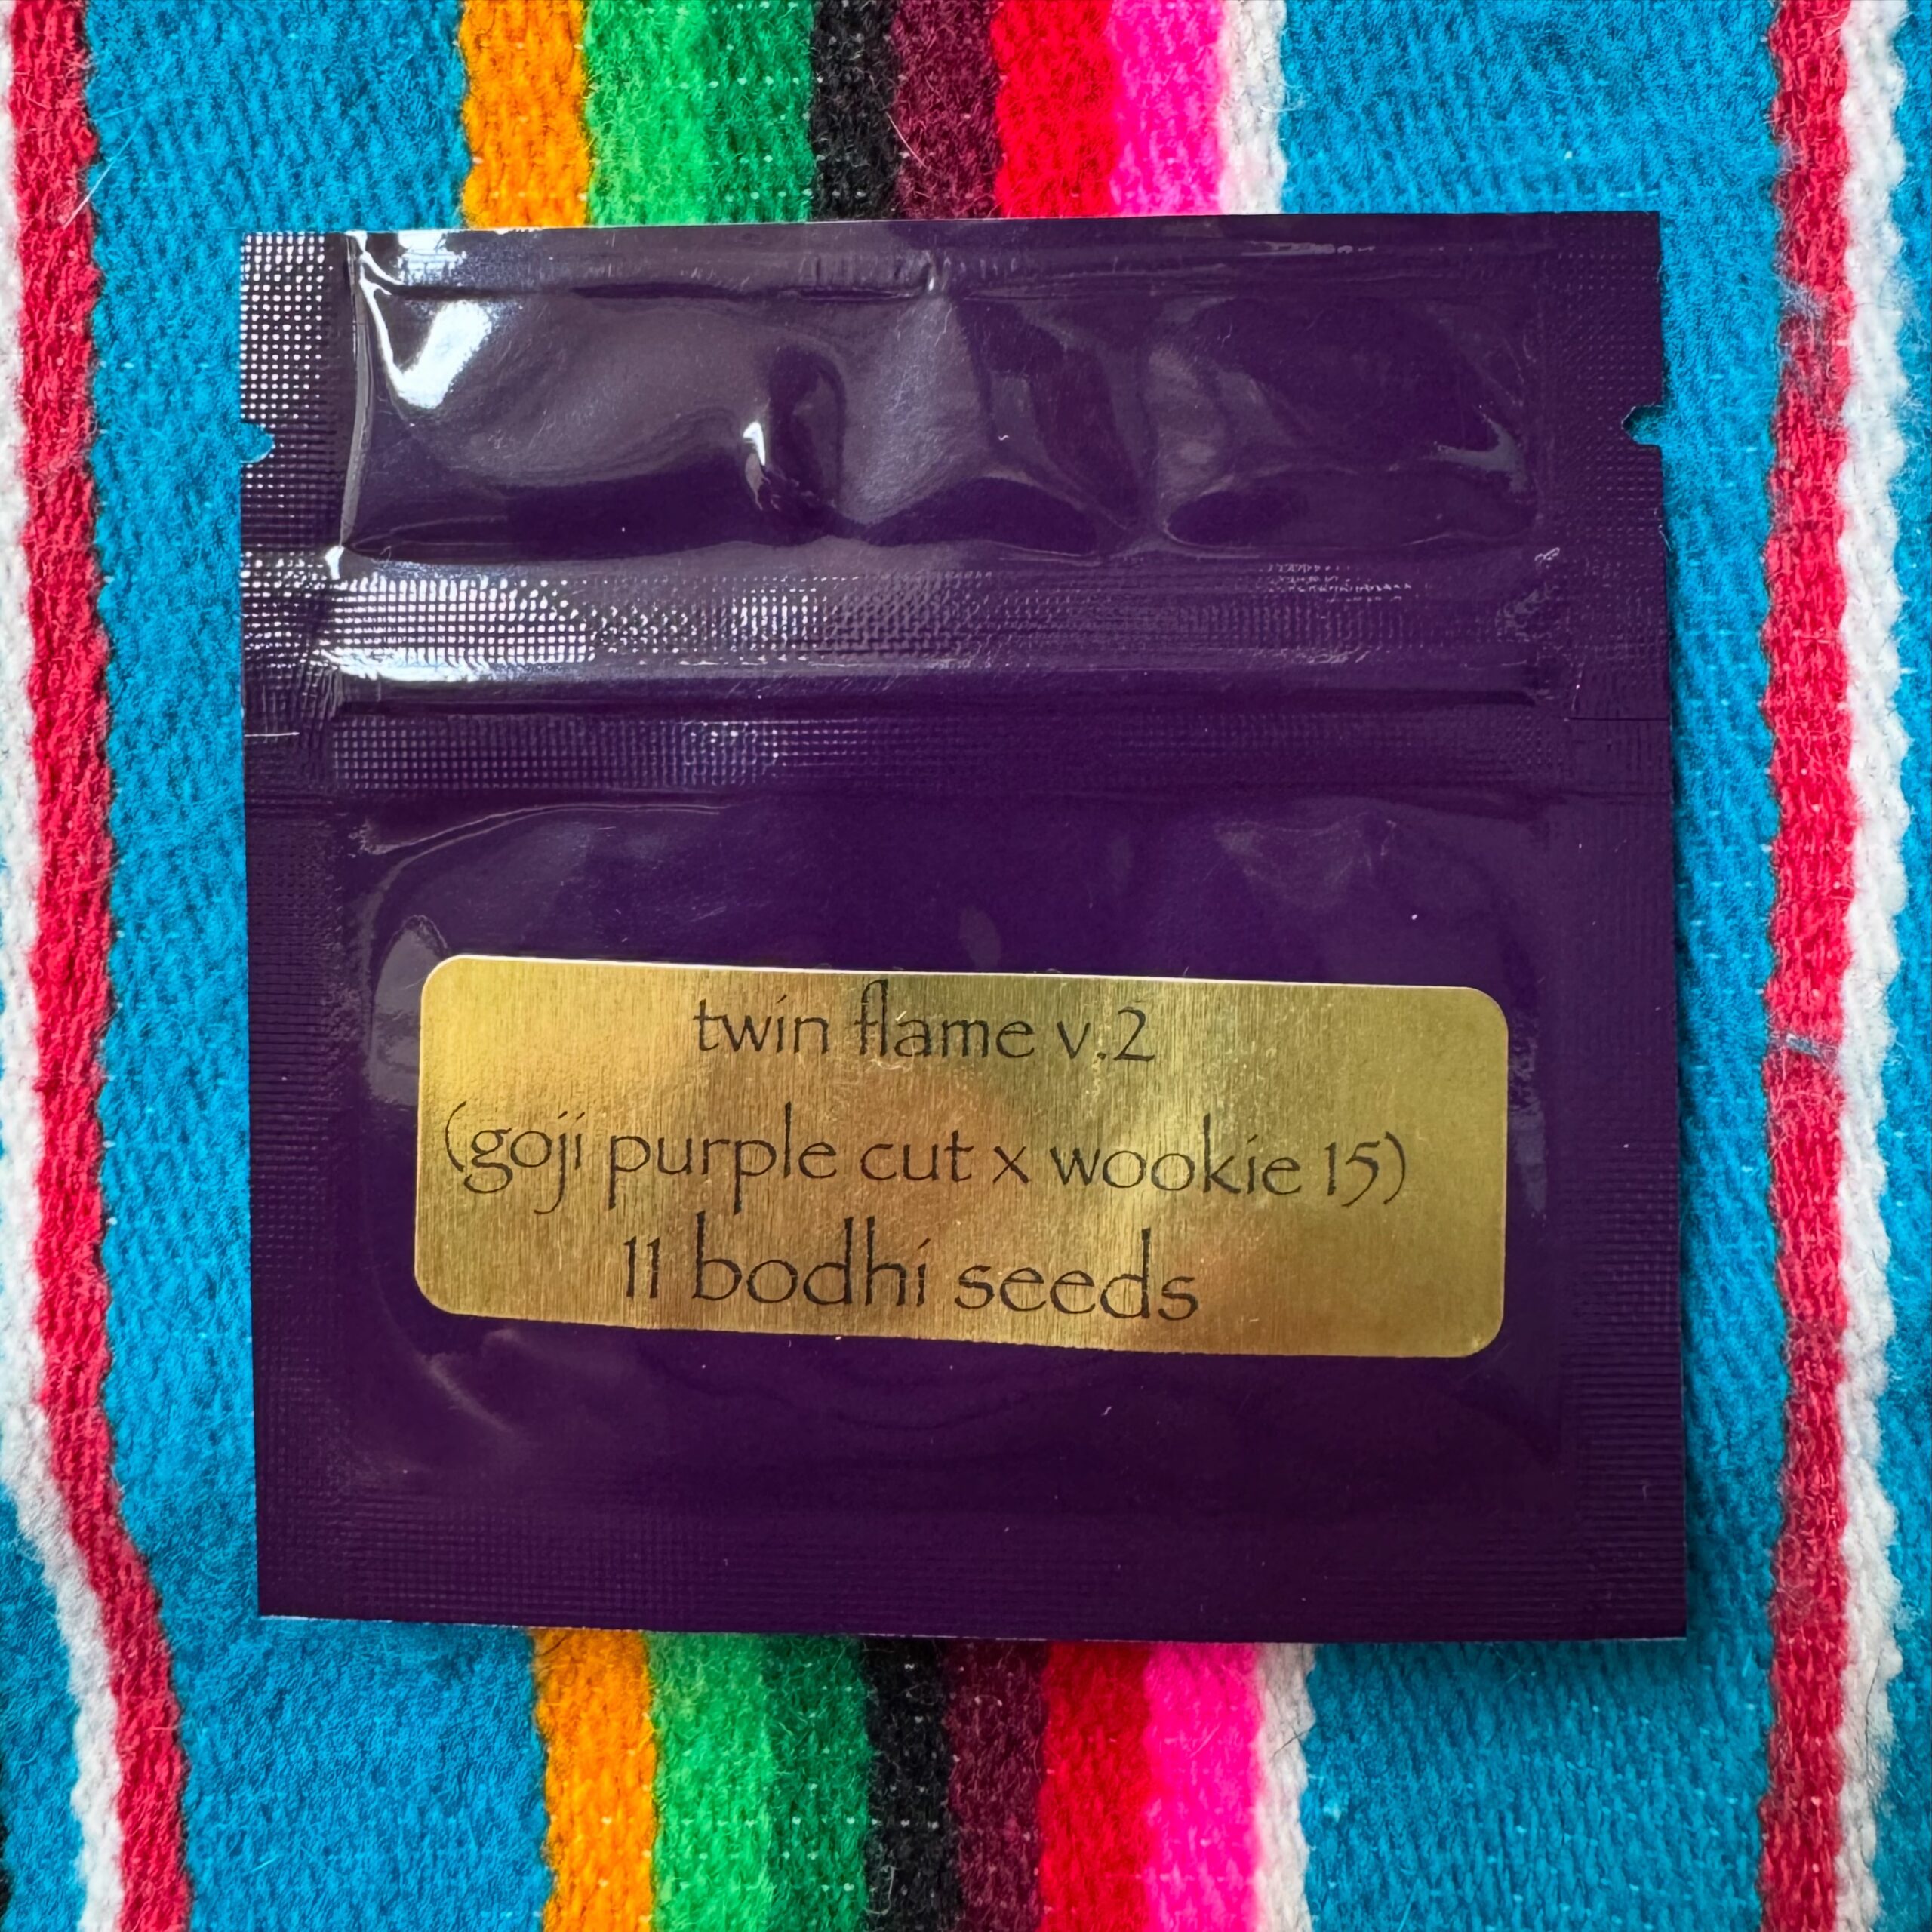 twin flame v.2
(goji purple cut x wookie 15)
11 bodhi seeds